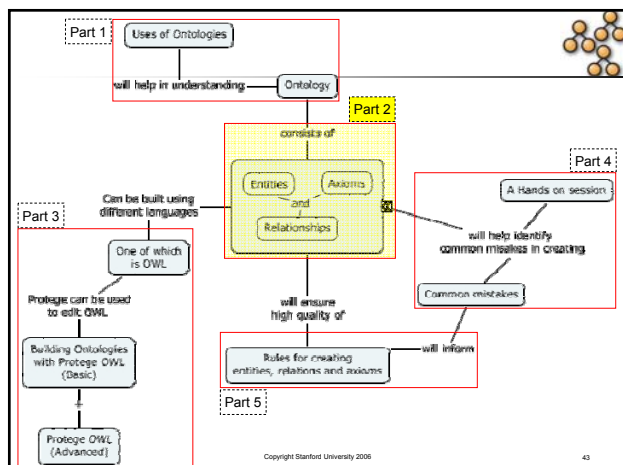 Part 1
Uses of Ontologies
will help in understanding
Ontology
Part 2
consists of
Entities
Axioms
and
Relationships
Part 4
A Hands on session
will help identify
common misakes in creating
Common mistakes
Part 3
Can be built using
different languages
One of which
is OWL
Protege can be used
to edit OWL
Building Ontologies
with Protege OWL
(Basic)
+
Protege OWL
(Advanced)
will ensure
high quality of
Rules for creating
entities, relations and axioms
will inform
Part 5
Copyright Stanford University 2006
43